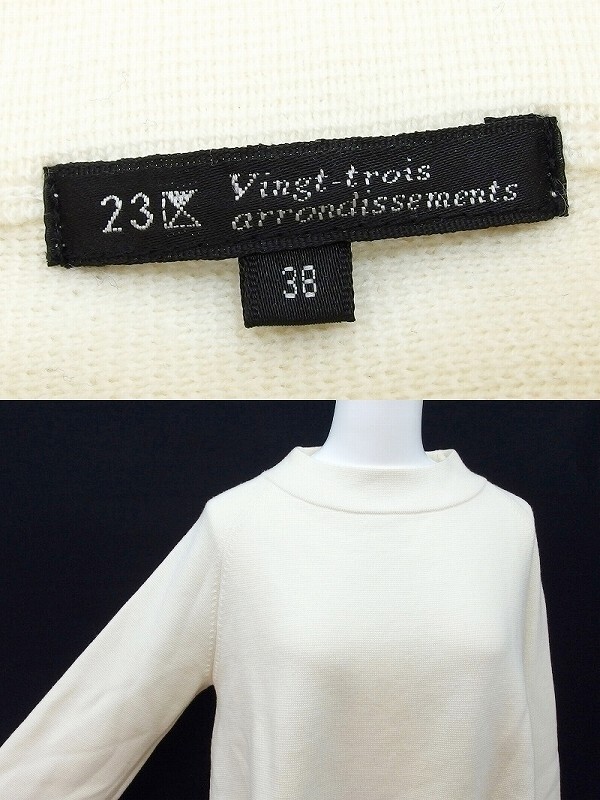 23区 Vingt-trois
arrondissements
38